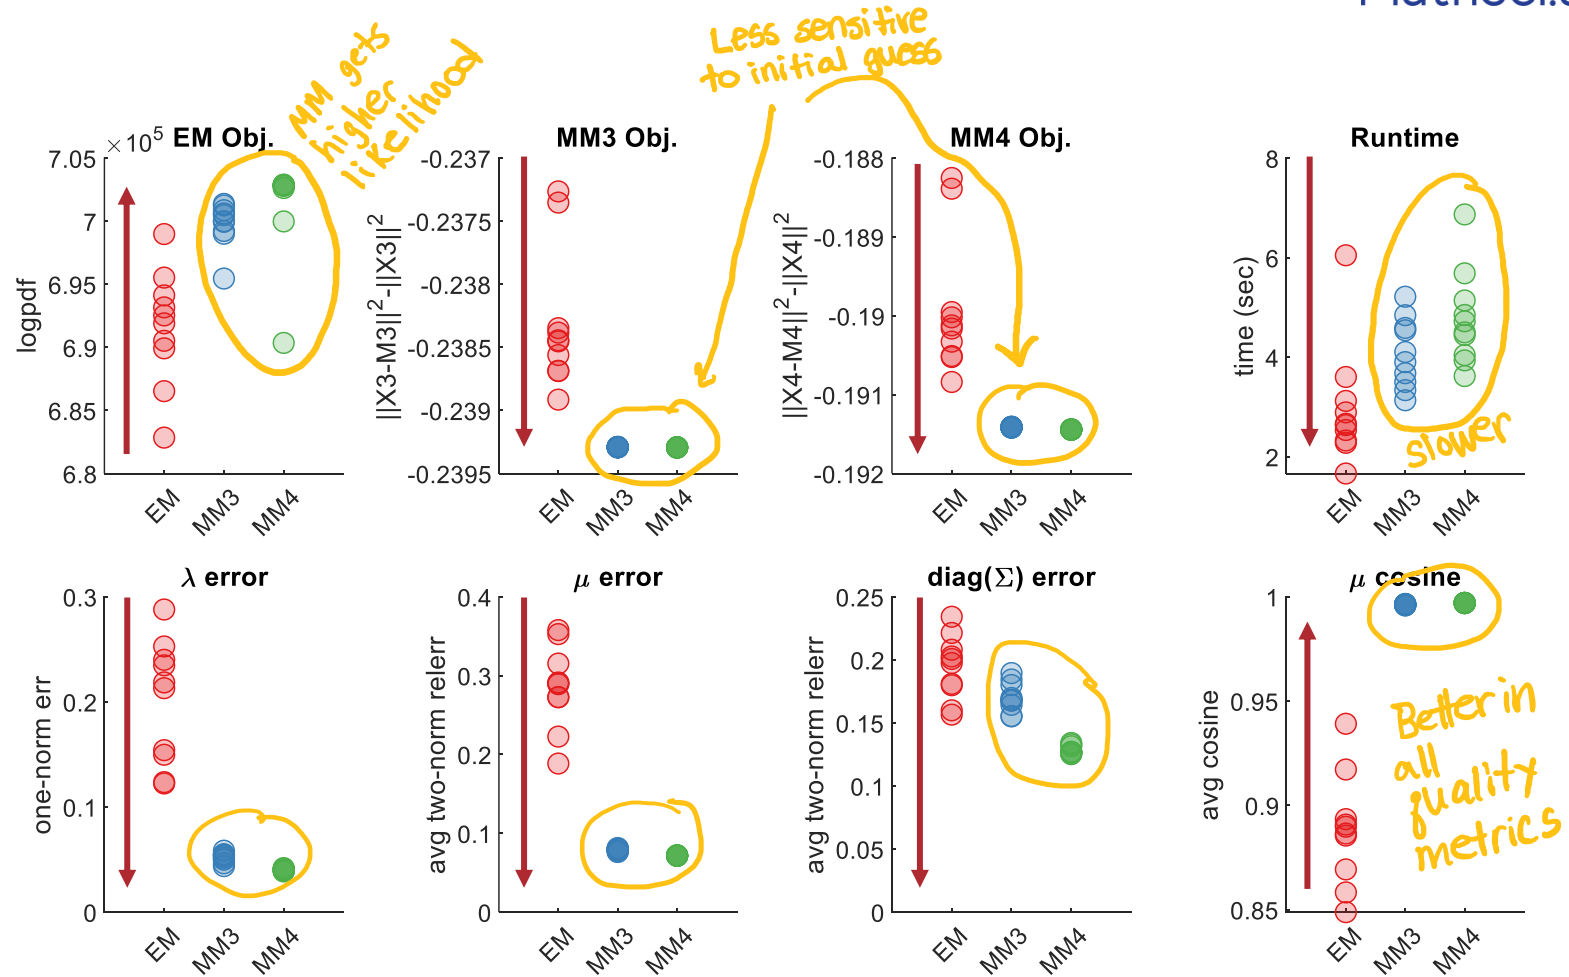 MM gets
higher
likelihood
Less sensitive
to initial guess
EM Obj.
×10⁵
7.05
7
6.95
6.9
6.85
6.8
logpdf
EM
MM3
MM4
MM3 Obj.
-0.237
-0.2375
-0.238
-0.2385
-0.239
-0.2395
||X3-M3||²-||X3||²
EM
MM3
MM4
MM4 Obj.
-0.188
-0.189
-0.19
-0.191
-0.192
||X4-M4||²-||X4||²
EM
MM3
MM4
Runtime
8
6
4
2
time (sec)
slower
EM
MM3
MM4
λ error
0.3
0.2
0.1
0
one-norm err
EM
MM3
MM4
μ error
0.4
0.3
0.2
0.1
0
avg two-norm relerr
EM
MM3
MM4
diag(Σ) error
0.25
0.2
0.15
0.1
0.05
0
avg two-norm relerr
EM
MM3
MM4
μ cosine
1
0.95
0.9
0.85
avg cosine
Better in
all
quality
metrics
EM
MM3
MM4